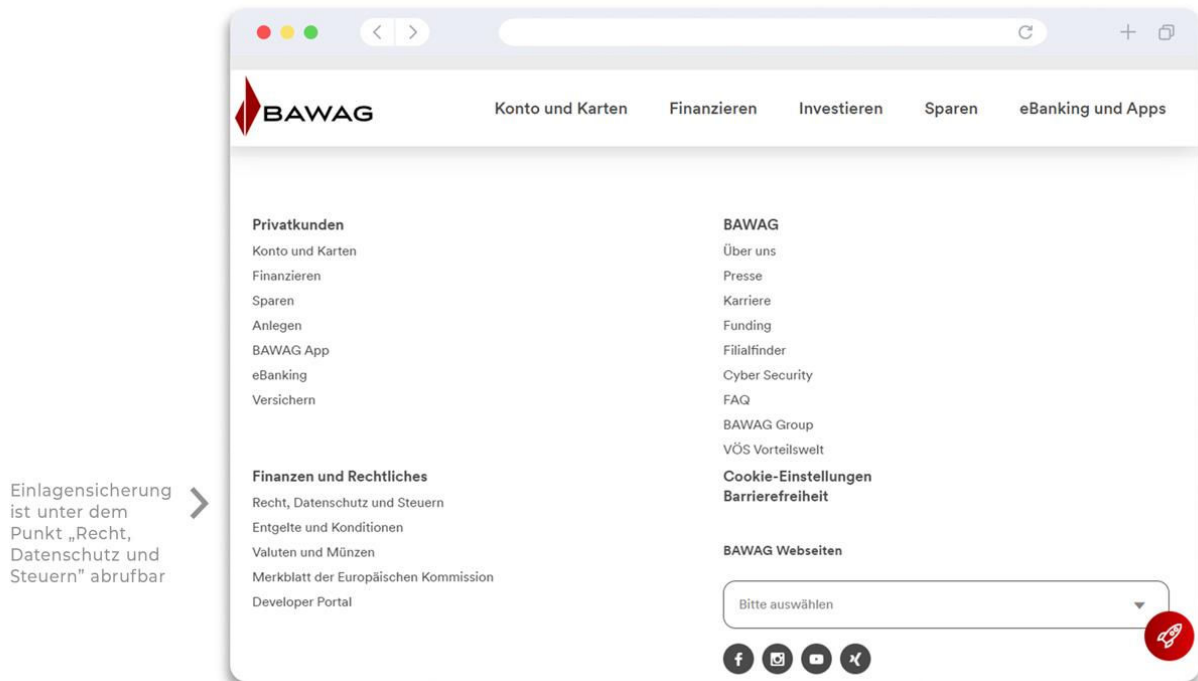 BAWAG
Konto und Karten
Finanzieren
Investieren
Sparen
eBanking und Apps
Privatkunden
Konto und Karten
Finanzieren
Sparen
Anlegen
BAWAG App
eBanking
Versichern
BAWAG
Über uns
Presse
Karriere
Funding
Filialfinder
Cyber Security
FAQ
BAWAG Group
VÖS Vorteilswelt
Einlagensicherung
ist unter dem
Punkt „Recht,
Datenschutz und
Steuern” abrufbar
Finanzen und Rechtliches
Recht, Datenschutz und Steuern
Entgelte und Konditionen
Valuten und Münzen
Merkblatt der Europäischen Kommission
Developer Portal
Cookie-Einstellungen
Barrierefreiheit
BAWAG Webseiten
Bitte auswählen